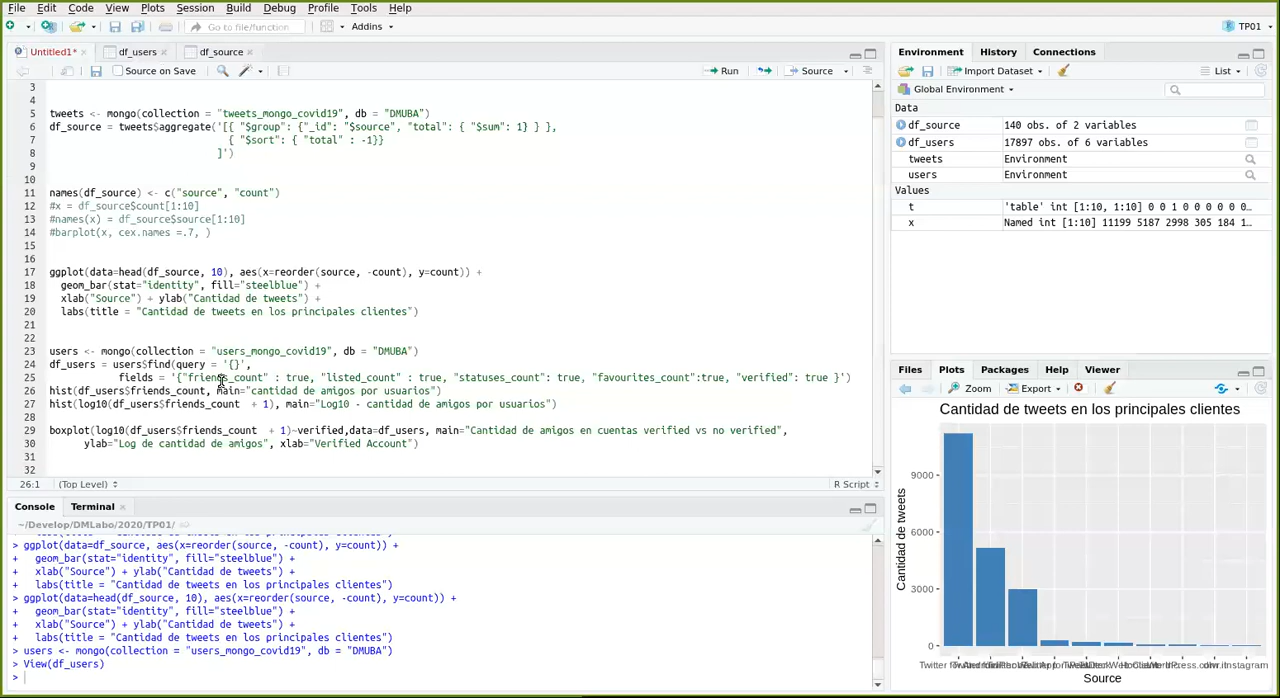 File Edit Code View Plots Session Build Debug Profile Tools Help
Go to file/function Addins TP01
Untitled1* df_users df_source
Source on Save Run Source
3
4
5 tweets <- mongo(collection = "tweets_mongo_covid19", db = "DMUBA")
6 df_source = tweets$aggregate('[{ "$group": {"_id": "$source", "total": { "$sum": 1} } },
7 { "$sort": { "total" : -1}}
8 ]')
9
10
11 names(df_source) <- c("source", "count")
12 #x = df_source$count[1:10]
13 #names(x) = df_source$source[1:10]
14 #barplot(x, cex.names =.7, )
15
16
17 ggplot(data=head(df_source, 10), aes(x=reorder(source, -count), y=count)) +
18 geom_bar(stat="identity", fill="steelblue") +
19 xlab("Source") + ylab("Cantidad de tweets") +
20 labs(title = "Cantidad de tweets en los principales clientes")
21
22
23 users <- mongo(collection = "users_mongo_covid19", db = "DMUBA")
24 df_users = users$find(query = '{}',
25 fields = '{"friends_count" : true, "listed_count" : true, "statuses_count": true, "favourites_count":true, "verified": true }')
26 hist(df_users$friends_count, main="cantidad de amigos por usuarios")
27 hist(log10(df_users$friends_count + 1), main="Log10 - cantidad de amigos por usuarios")
28
29 boxplot(log10(df_users$friends_count + 1)~verified,data=df_users, main="Cantidad de amigos en cuentas verified vs no verified",
30 ylab="Log de cantidad de amigos", xlab="Verified Account")
31
32
26:1 (Top Level) R Script
Console Terminal
~/Develop/DMLabo/2020/TP01/
> ggplot(data=df_source, aes(x=reorder(source, -count), y=count)) +
+ geom_bar(stat="identity", fill="steelblue") +
+ xlab("Source") + ylab("Cantidad de tweets") +
+ labs(title = "Cantidad de tweets en los principales clientes")
> ggplot(data=head(df_source, 10), aes(x=reorder(source, -count), y=count)) +
+ geom_bar(stat="identity", fill="steelblue") +
+ xlab("Source") + ylab("Cantidad de tweets") +
+ labs(title = "Cantidad de tweets en los principales clientes")
> users <- mongo(collection = "users_mongo_covid19", db = "DMUBA")
> View(df_users)
>
Environment History Connections
Import Dataset List
Global Environment
Data
df_source 140 obs. of 2 variables
df_users 17897 obs. of 6 variables
tweets Environment
users Environment
Values
t 'table' int [1:10, 1:10] 0 0 1 0 0 0 0 0 0…
x Named int [1:10] 11199 5187 2998 305 184 1…
Files Plots Packages Help Viewer
Zoom Export
Cantidad de tweets en los principales clientes
9000
6000
3000
0
Cantidad de tweets
Twitter for
Source